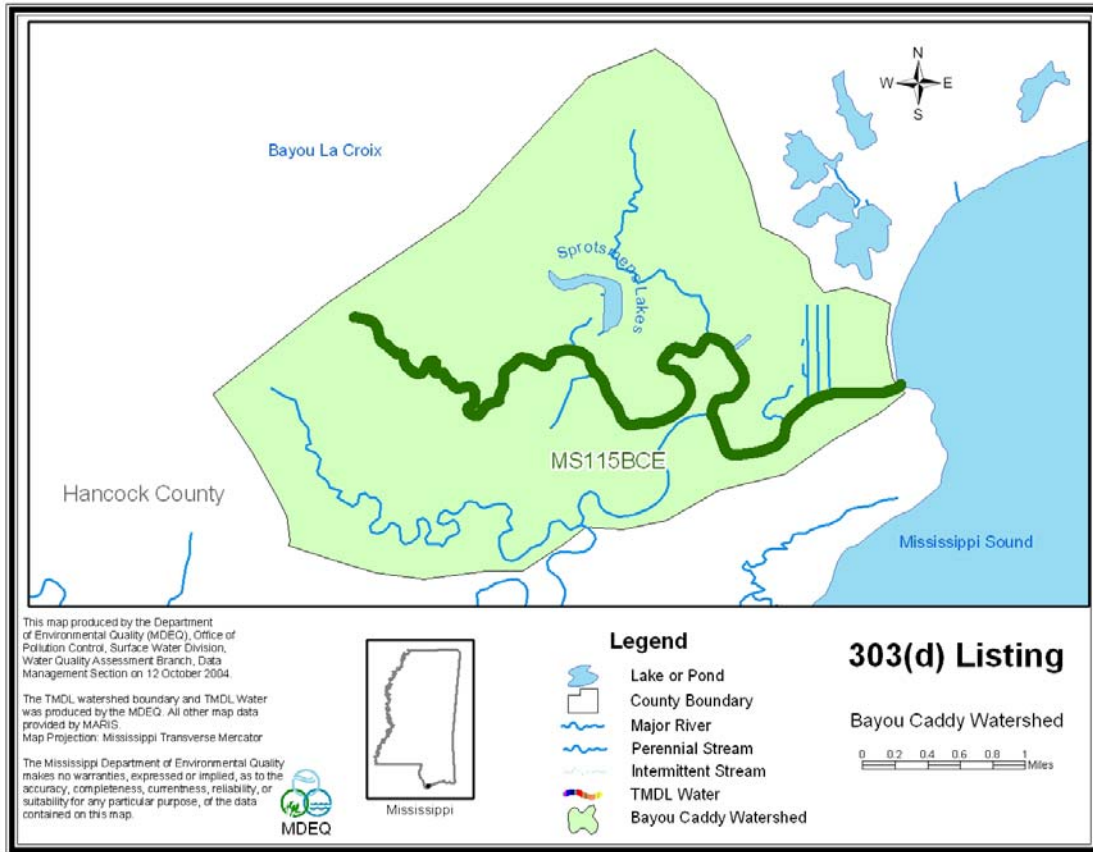 N
W E
S
Bayou La Croix
Sprotsmens Lakes
MS115BCE
Hancock County
Mississippi Sound
This map produced by the Department
of Environmental Quality (MDEQ), Office of
Pollution Control, Surface Water Division,
Water Quality Assessment Branch, Data
Management Section on 12 October 2004.
The TMDL watershed boundary and TMDL Water
was produced by the MDEQ. All other map data
provided by MARIS.
Map Projection: Mississippi Transverse Mercator
The Mississippi Department of Environmental Quality
makes no warranties, expressed or implied, as to the
accuracy, completeness, currentness, reliability, or
suitability for any particular purpose, of the data
contained on this map.
MDEQ
Mississippi
Legend
Lake or Pond
County Boundary
Major River
Perennial Stream
Intermittent Stream
TMDL Water
Bayou Caddy Watershed
303(d) Listing
Bayou Caddy Watershed
0 0.2 0.4 0.6 0.8 1
Miles